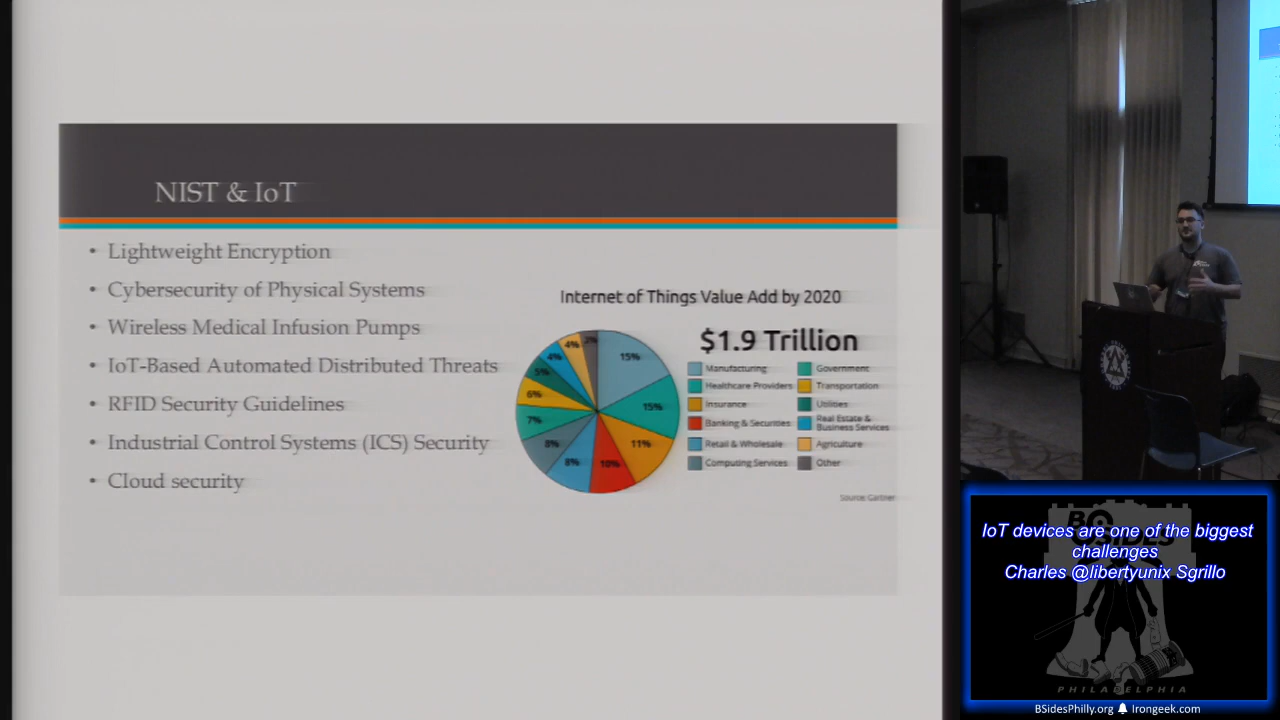 NIST & IoT
• Lightweight Encryption
• Cybersecurity of Physical Systems
• Wireless Medical Infusion Pumps
• IoT-Based Automated Distributed Threats
• RFID Security Guidelines
• Industrial Control Systems (ICS) Security
• Cloud security
Internet of Things Value Add by 2020
$1.9 Trillion
15%
15%
11%
10%
8%
8%
7%
6%
5%
4%
4%
3%
Manufacturing
Healthcare Providers
Insurance
Banking & Securities
Retail & Wholesale
Computing Services
Government
Transportation
Utilities
Real Estate &
Business Services
Agriculture
Other
Source: Gartner
IoT devices are one of the biggest
challenges
Charles @libertyunix Sgrillo
BSIDES
PHILADELPHIA
BSidesPhilly.org Irongeek.com